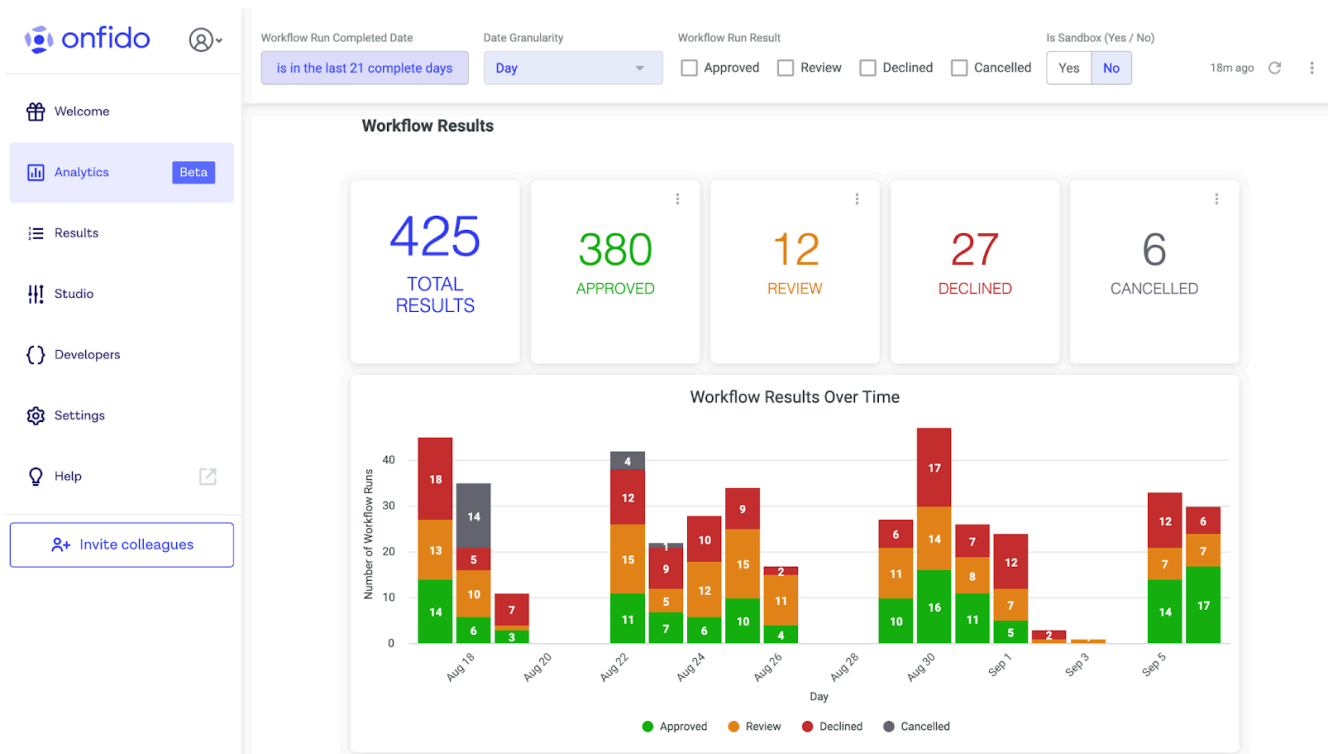 onfido
Workflow Run Completed Date
is in the last 21 complete days
Date Granularity
Day
Workflow Run Result
Approved Review Declined Cancelled
Is Sandbox (Yes / No)
Yes No
18m ago
Welcome
Analytics Beta
Results
Studio
Developers
Settings
Help
Invite colleagues
Workflow Results
425
TOTAL
RESULTS
380
APPROVED
12
REVIEW
27
DECLINED
6
CANCELLED
Workflow Results Over Time
Number of Workflow Runs
40
30
20
10
0
18
13
14
14
5
10
6
7
3
4
12
15
11
1
9
5
7
10
12
6
9
15
10
2
11
4
6
11
10
17
14
16
7
8
11
12
7
5
2
12
7
14
6
7
17
Aug 18 Aug 20 Aug 22 Aug 24 Aug 26 Aug 28 Aug 30 Sep 1 Sep 3 Sep 5
Day
Approved Review Declined Cancelled